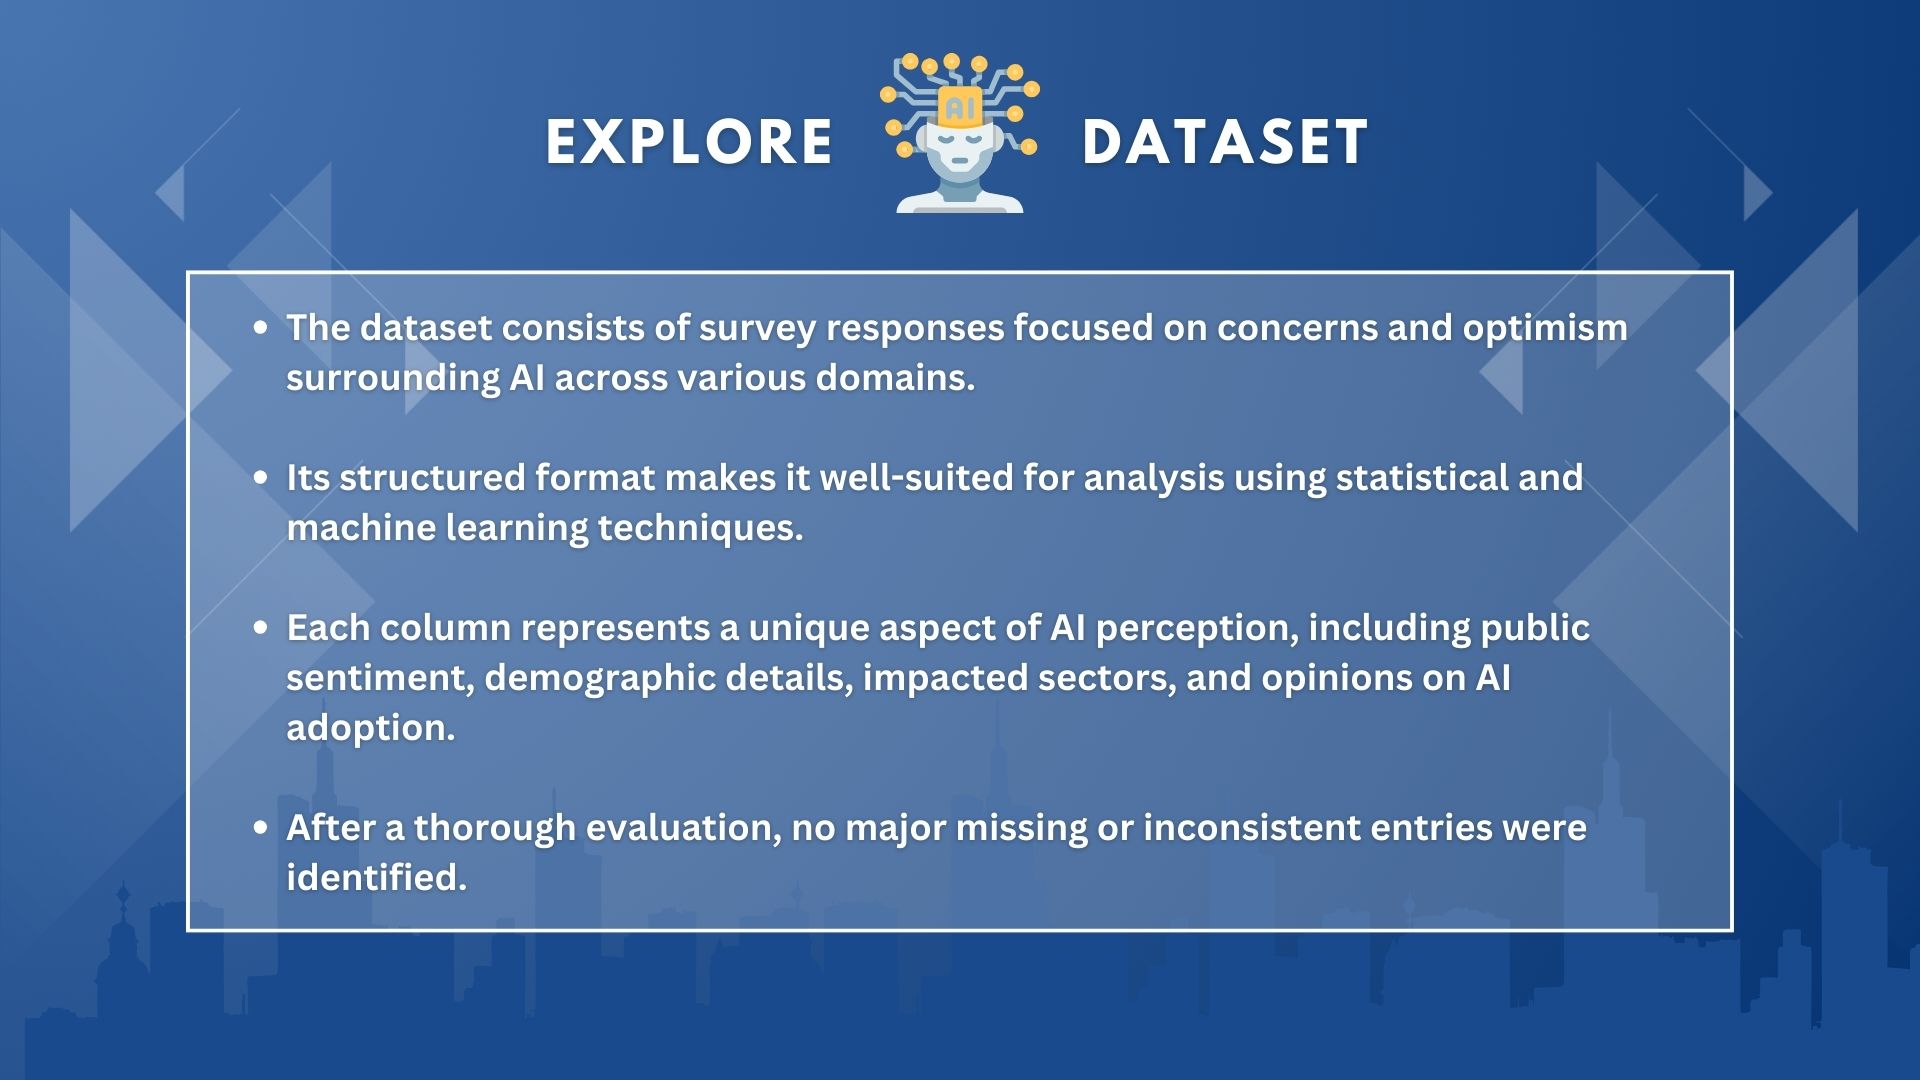 EXPLORE AI DATASET
• The dataset consists of survey responses focused on concerns and optimism
surrounding AI across various domains.
• Its structured format makes it well-suited for analysis using statistical and
machine learning techniques.
• Each column represents a unique aspect of AI perception, including public
sentiment, demographic details, impacted sectors, and opinions on AI
adoption.
• After a thorough evaluation, no major missing or inconsistent entries were
identified.